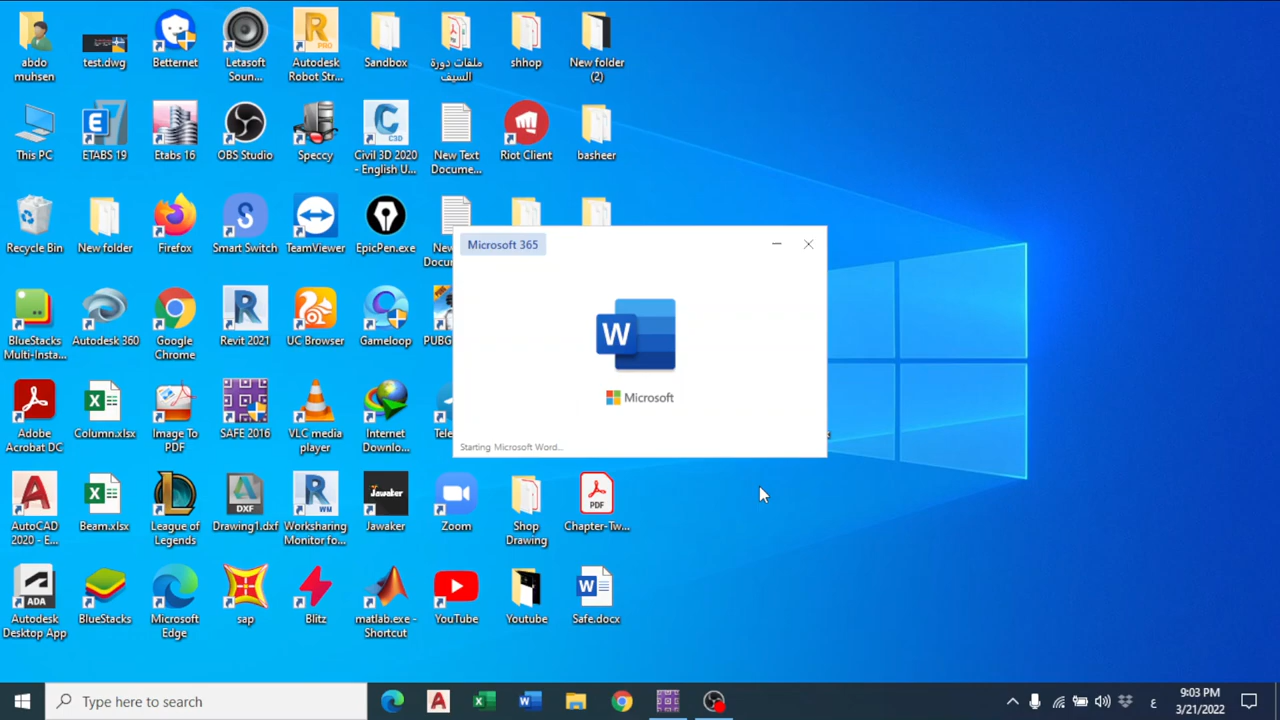 abdo
muhsen
test.dwg
Betternet
Letasoft
Soun...
Autodesk
Robot Str...
Sandbox
ملفات دورة
السيف
shhop
New folder
(2)
This PC
ETABS 19
Etabs 16
OBS Studio
Speccy
Civil 3D 2020
- English U...
New Text
Docume...
Riot Client
basheer
Recycle Bin
New folder
Firefox
Smart Switch
TeamViewer
EpicPen.exe
New
Docum
Microsoft 365
BlueStacks
Multi-Insta...
Autodesk 360
Google
Chrome
Revit 2021
UC Browser
Gameloop
PUBG
W
Microsoft
Starting Microsoft Word...
Adobe
Acrobat DC
Column.xlsx
Image To
PDF
SAFE 2016
VLC media
player
Internet
Downlo...
Tele
AutoCAD
2020 - E...
Beam.xlsx
League of
Legends
Drawing1.dxf
Worksharing
Monitor fo...
Jawaker
Zoom
Shop
Drawing
Chapter-Tw...
Autodesk
Desktop App
BlueStacks
Microsoft
Edge
sap
Blitz
matlab.exe -
Shortcut
YouTube
Youtube
Safe.docx
Type here to search
ع
9:03 PM
3/21/2022